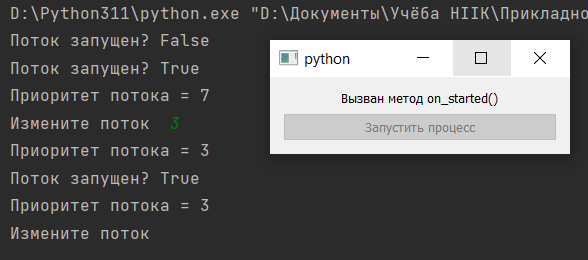 D:\Python311\python.exe "D:\Документы\Учёба НIIК\Прикладно
Поток запущен? False
Поток запущен? True
Приоритет потока = 7
Измените поток 3
Приоритет потока = 3
Поток запущен? True
Приоритет потока = 3
Измените поток
python
Вызван метод on_started()
Запустить процесс